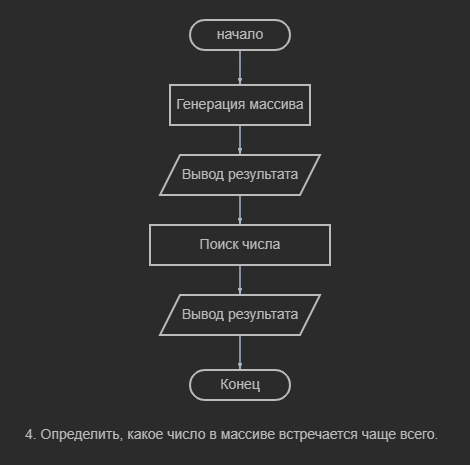 начало
Генерация массива
Вывод результата
Поиск числа
Вывод результата
Конец
4. Определить, какое число в массиве встречается чаще всего.